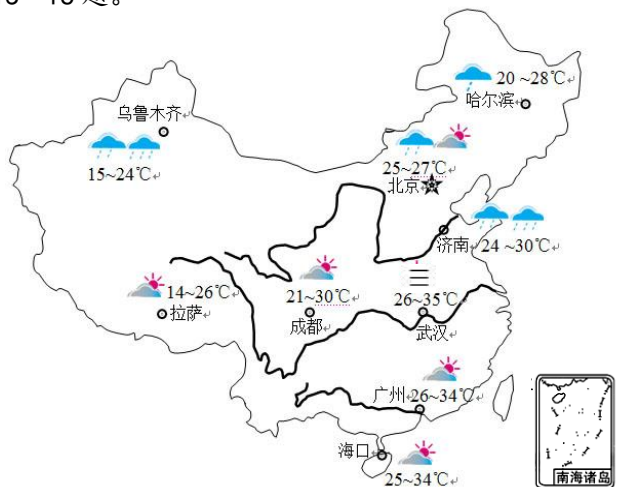 20 ~28℃
哈尔滨
乌鲁木齐
15~24℃
25~27℃
北京
济南 24 ~30℃
14~26℃
拉萨
21~30℃
成都
26~35℃
武汉
广州 26~34℃
海口
25~34℃
南海诸岛